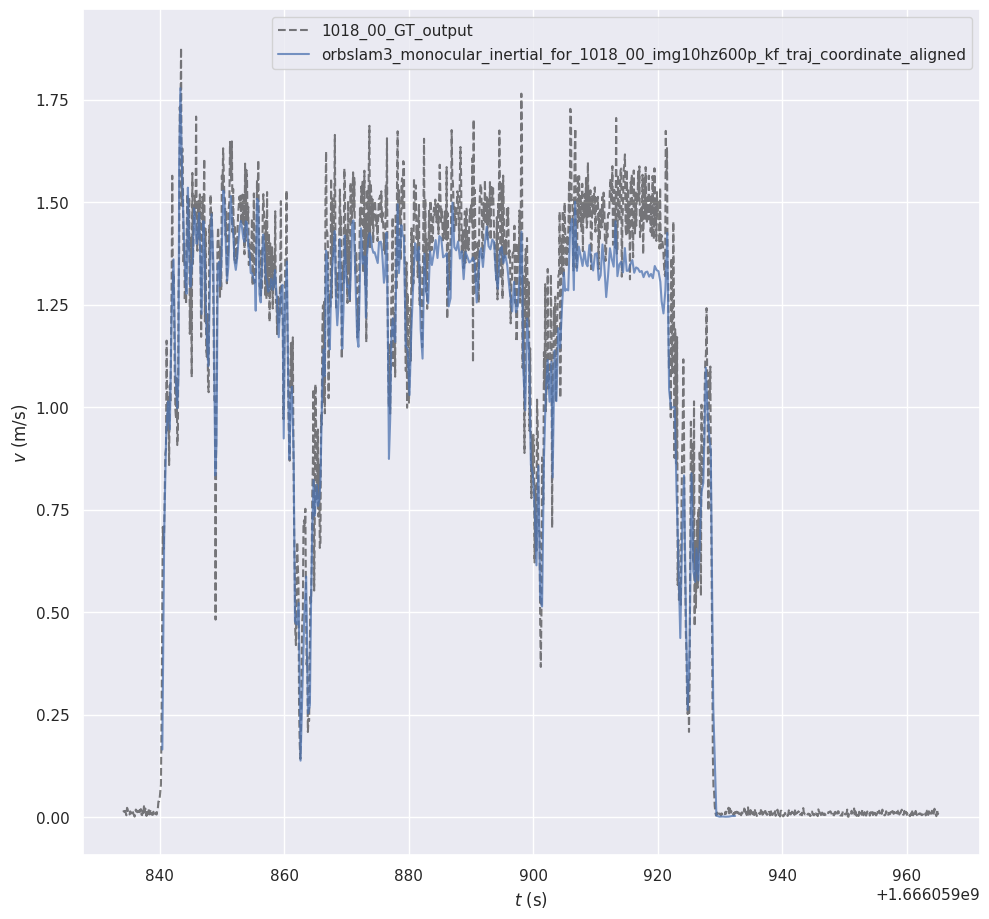 1018_00_GT_output
orbslam3_monocular_inertial_for_1018_00_img10hz600p_kf_traj_coordinate_aligned
1.75
1.50
1.25
1.00
0.75
0.50
0.25
0.00
v (m/s)
840 860 880 900 920 940 960
+1.666059e9
t (s)